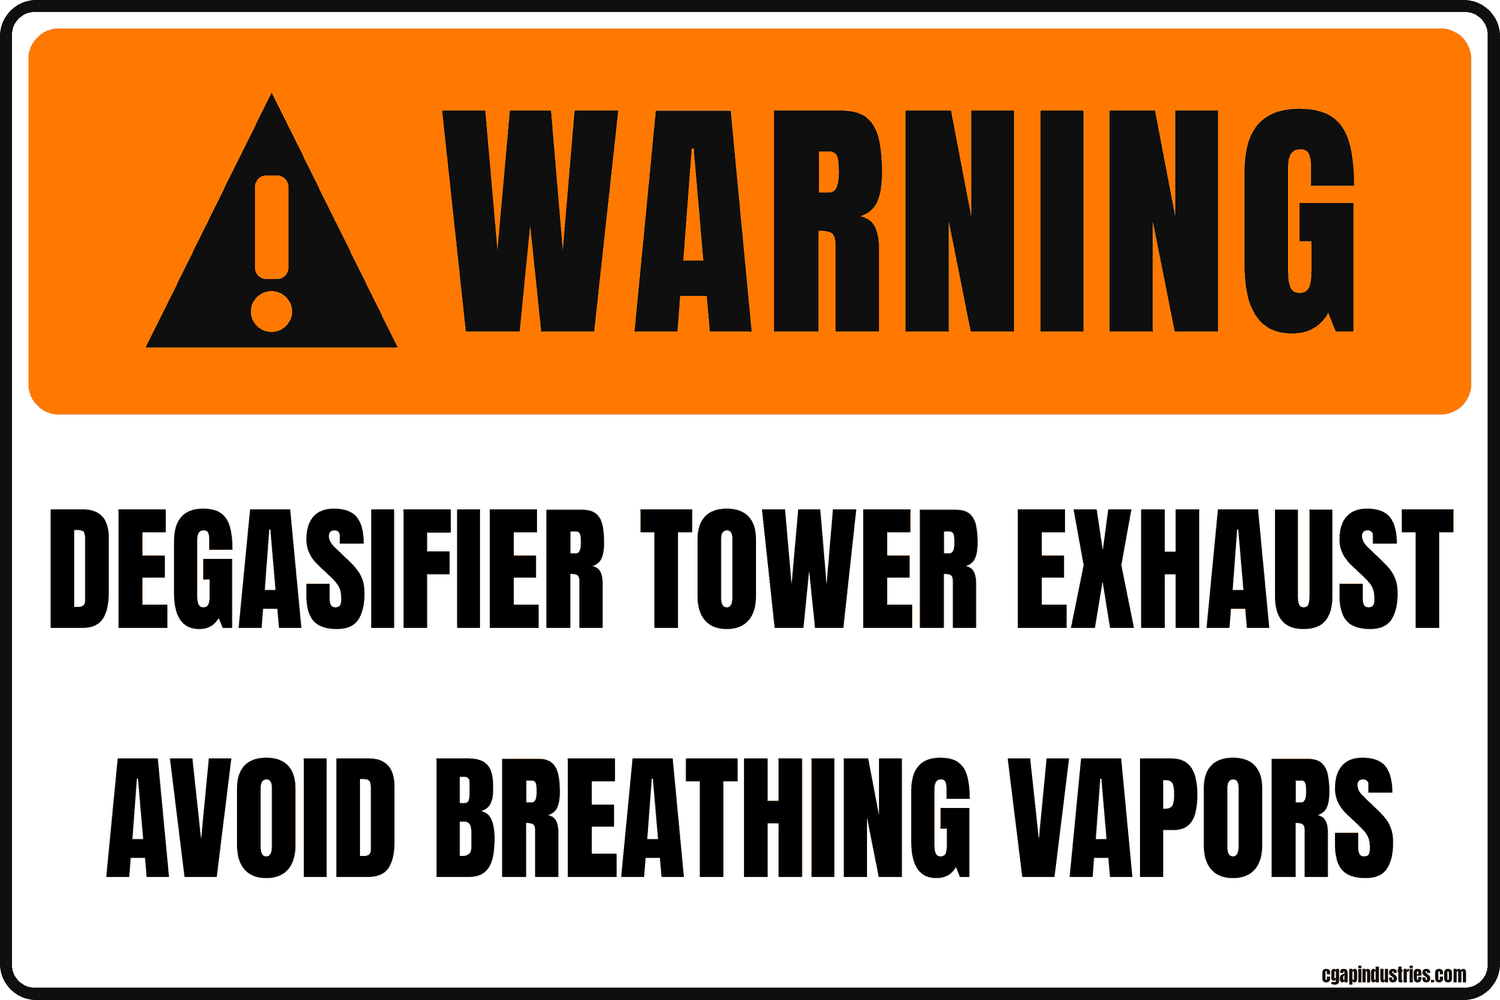 WARNING
DEGASIFIER TOWER EXHAUST
AVOID BREATHING VAPORS
cgapindustries.com